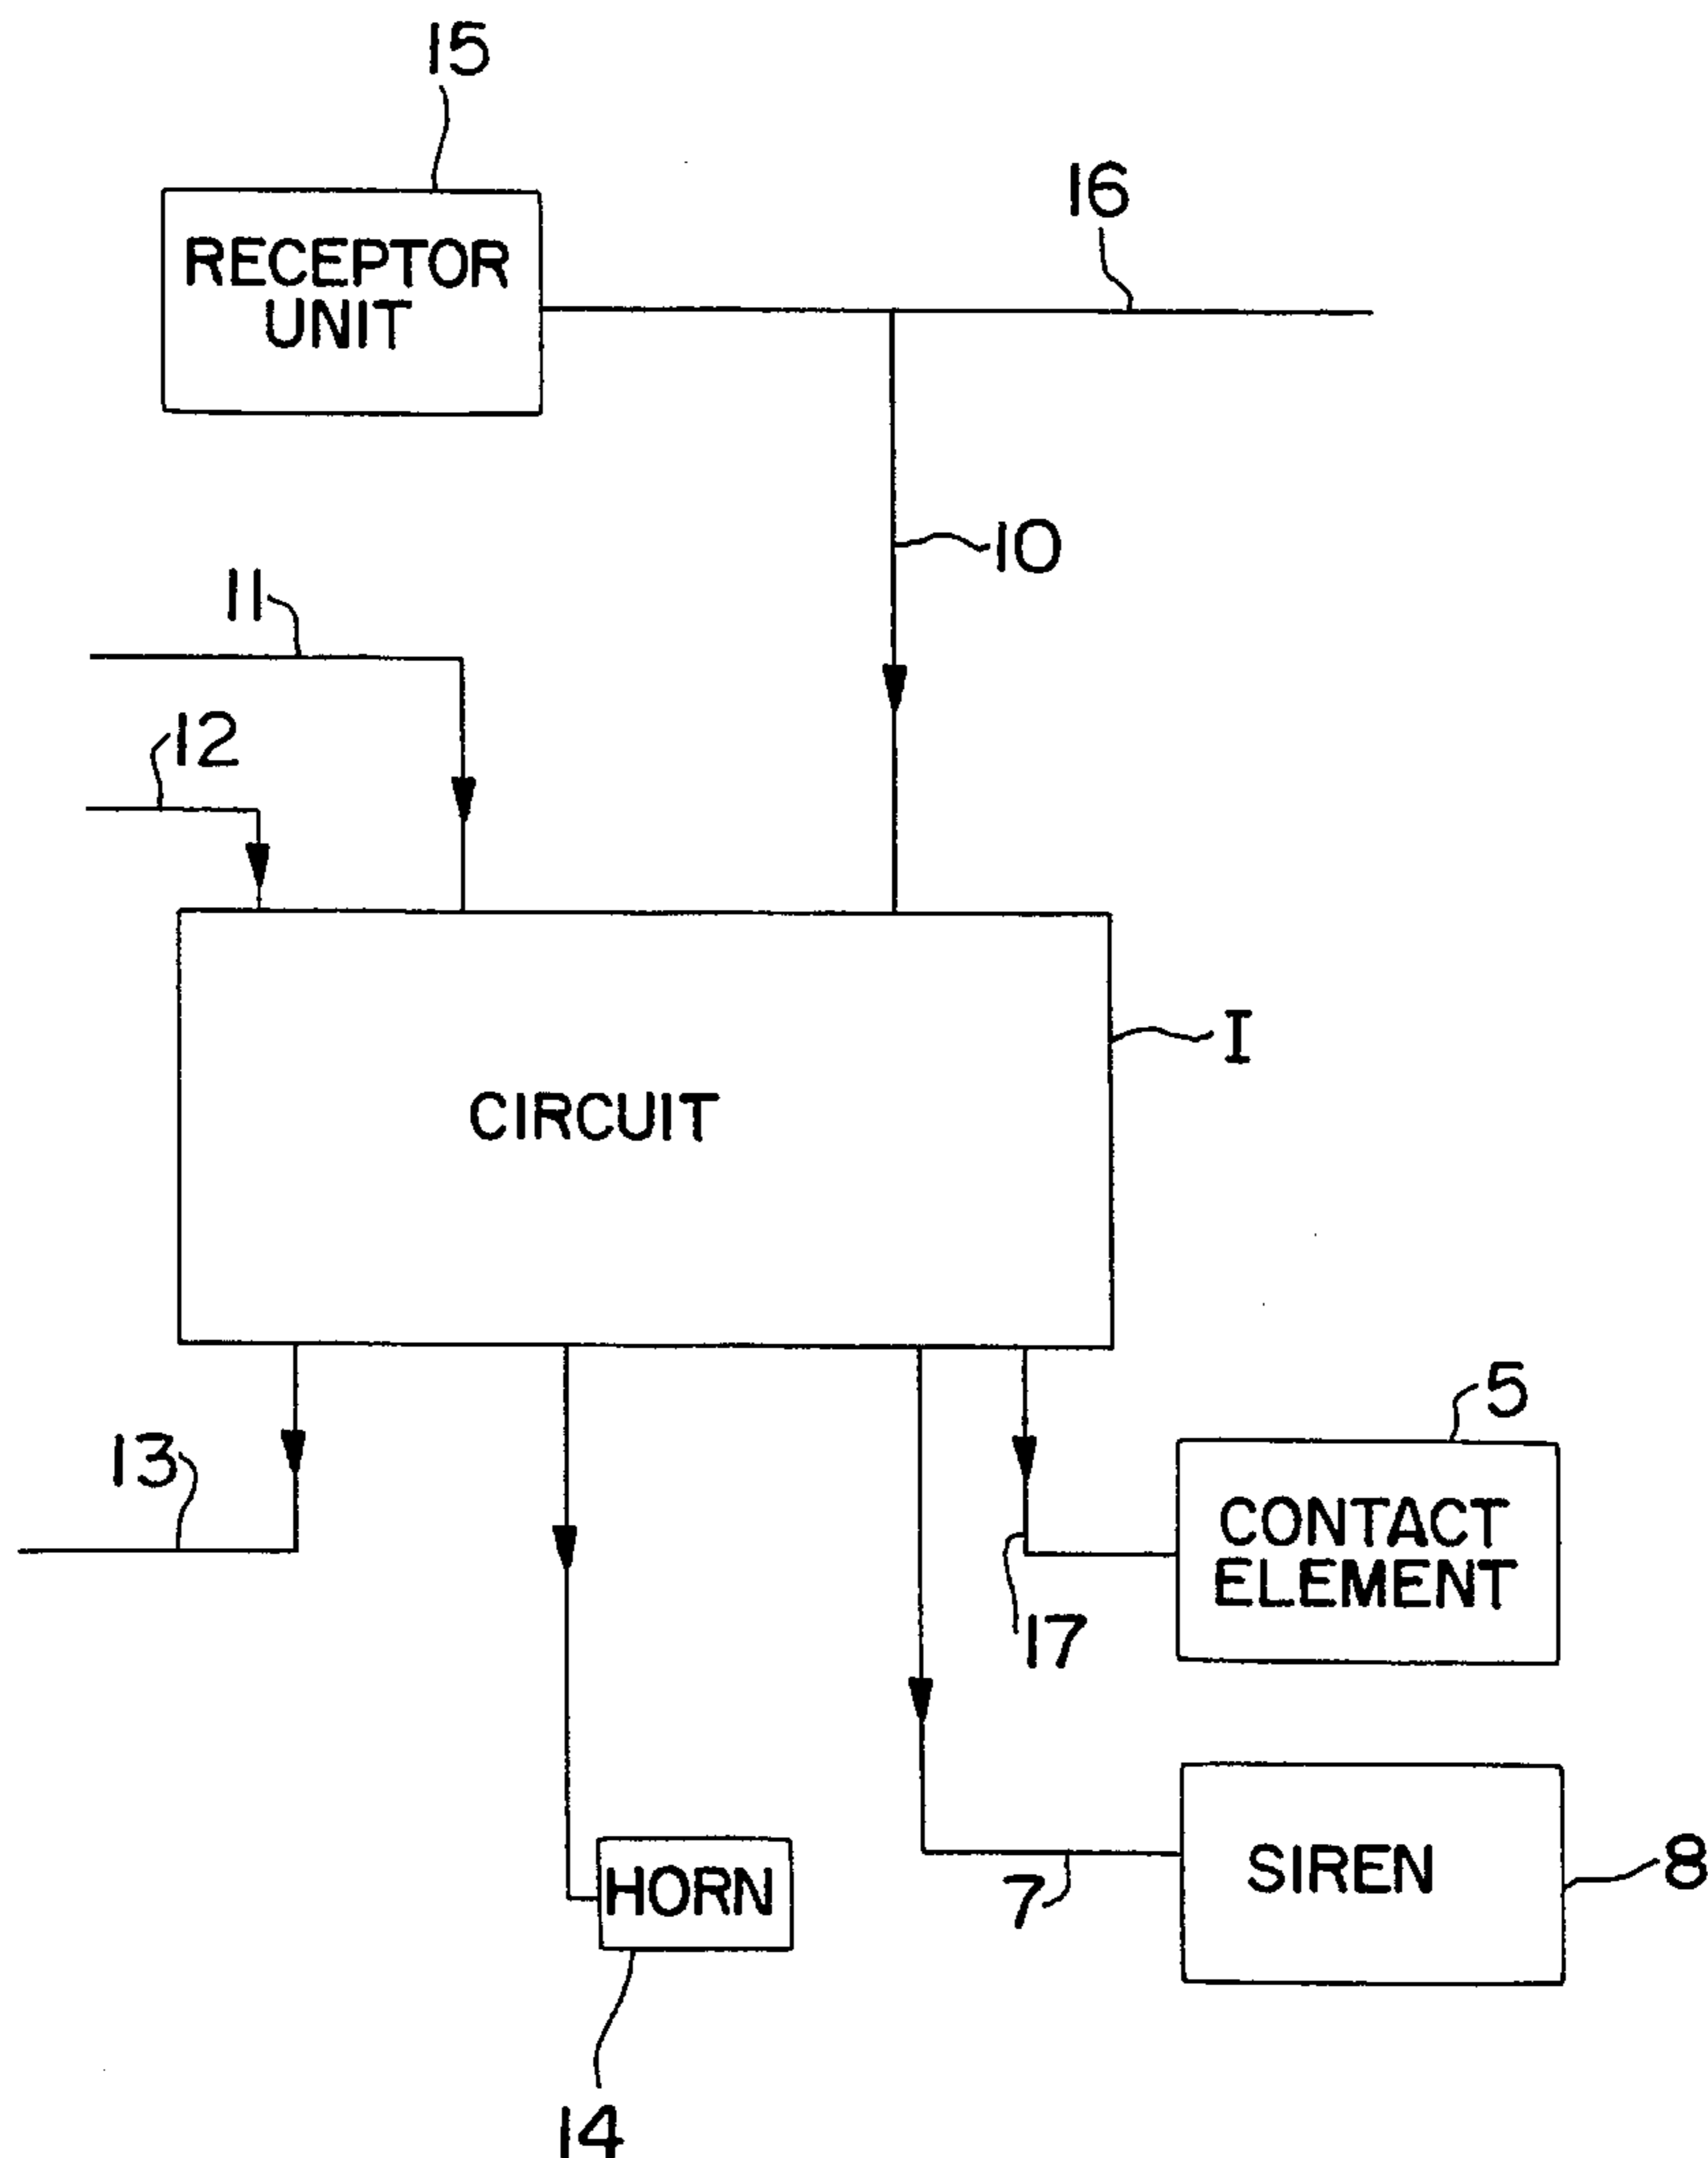 15
RECEPTOR
UNIT
16
10
11
12
I
CIRCUIT
5
CONTACT
ELEMENT
13
17
SIREN
8
7
HORN
14